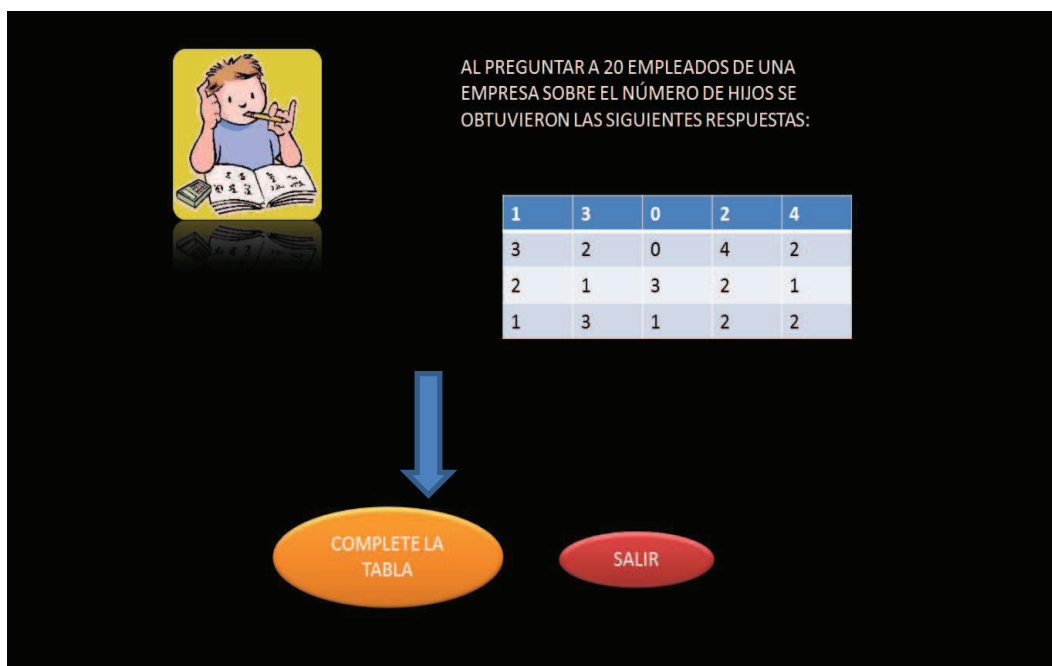 AL PREGUNTAR A 20 EMPLEADOS DE UNA
EMPRESA SOBRE EL NÚMERO DE HIJOS SE
OBTUVIERON LAS SIGUIENTES RESPUESTAS:
1 3 0 2 4
3 2 0 4 2
2 1 3 2 1
1 3 1 2 2
COMPLETE LA
TABLA
SALIR